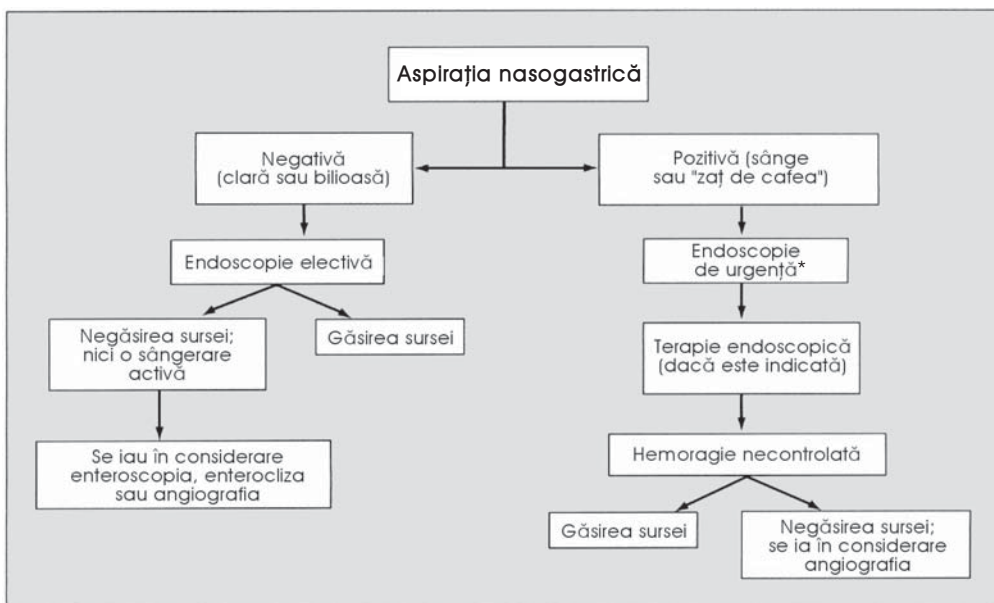 Aspirația nasogastrică
Negativă
(clară sau bilioasă)
Pozitivă (sânge
sau "zaț de cafea")
Endoscopie electivă
Endoscopie
de urgență*
Negăsirea sursei;
nici o sângerare
activă
Găsirea sursei
Terapie endoscopică
(dacă este indicată)
Se iau în considerare
enteroscopia, enterocliza
sau angiografia
Hemoragie necontrolată
Găsirea sursei
Negăsirea sursei;
se ia în considerare
angiografia